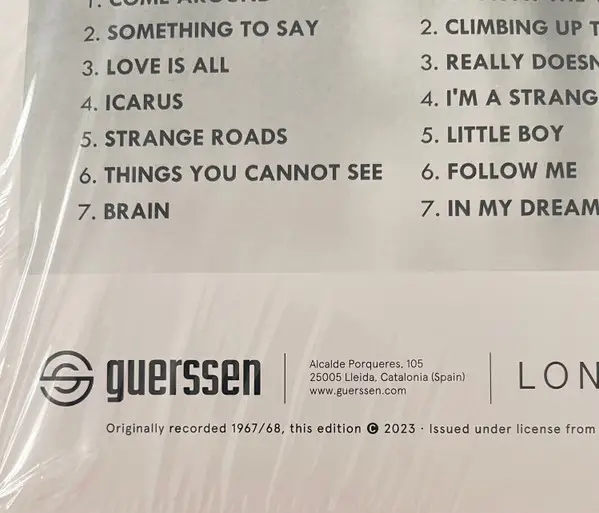 1. COME AROUND
2. SOMETHING TO SAY
3. LOVE IS ALL
4. ICARUS
5. STRANGE ROADS
6. THINGS YOU CANNOT SEE
7. BRAIN
2. CLIMBING UP T
3. REALLY DOESN
4. I'M A STRANG
5. LITTLE BOY
6. FOLLOW ME
7. IN MY DREAM
guerssen
Alcalde Porqueres, 105
25005 Lleida, Catalonia (Spain)
www.guerssen.com
LON
Originally recorded 1967/68, this edition 🅒 2023 · Issued under license from